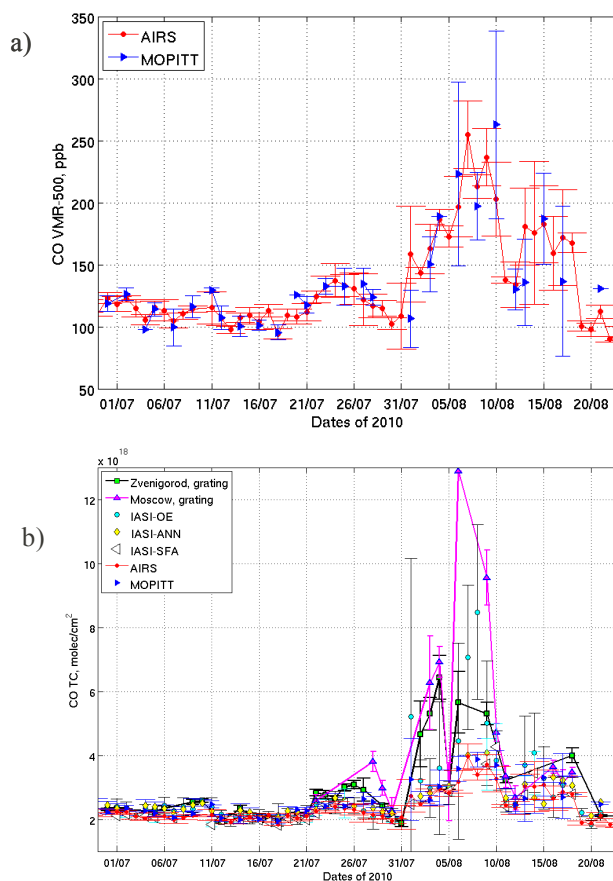 a)
350
300
250
200
150
100
50
CO VMR-500, ppb
AIRS
MOPITT
01/07 06/07 11/07 16/07 21/07 26/07 31/07 05/08 10/08 15/08 20/08
Dates of 2010
b)
x 10^18
12
10
8
6
4
2
CO TC, molec/cm^2
Zvenigorod, grating
Moscow, grating
IASI-OE
IASI-ANN
IASI-SFA
AIRS
MOPITT
01/07 06/07 11/07 16/07 21/07 26/07 31/07 05/08 10/08 15/08 20/08
Dates of 2010